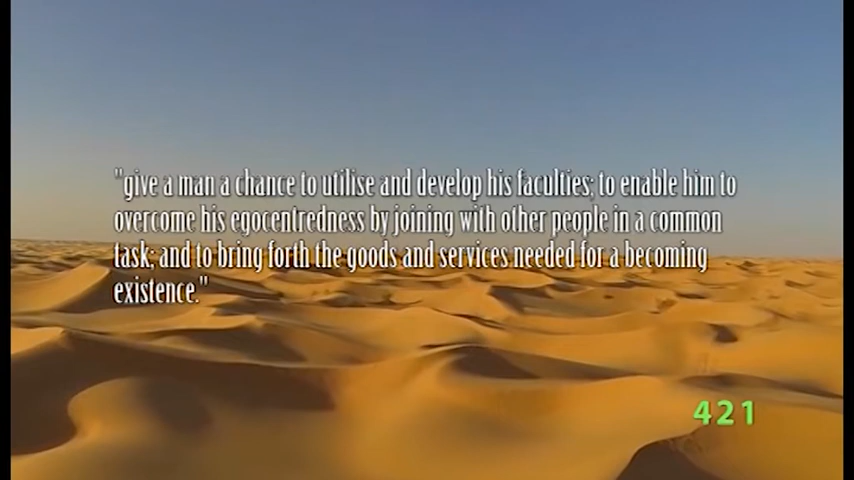 "give a man a chance to utilise and develop his faculties; to enable him to
overcome his egocentredness by joining with other people in a common
task; and to bring forth the goods and services needed for a becoming
existence."
421